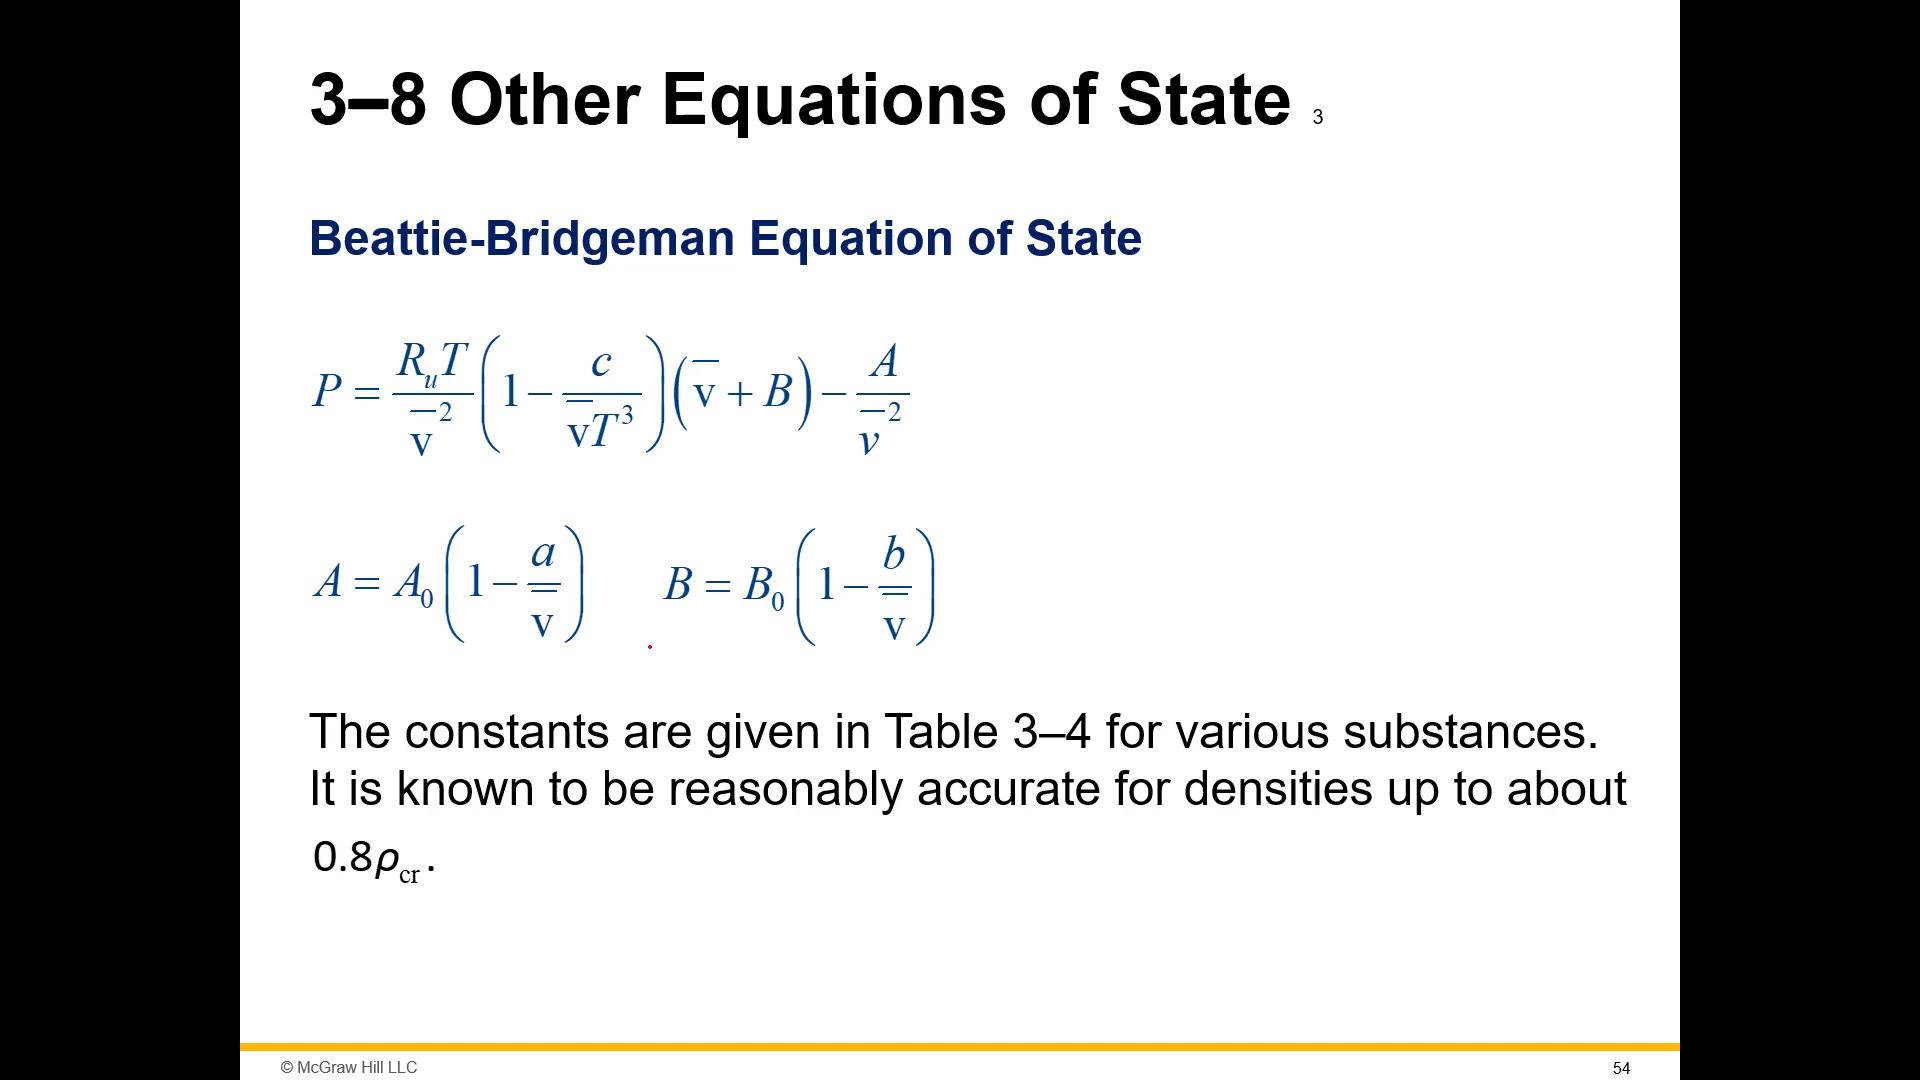 3–8 Other Equations of State 3
Beattie-Bridgeman Equation of State
P = R_u T / v̅² (1 − c / v̅T³)(v̅ + B) − A / v̅²
A = A₀(1 − a / v̅)   B = B₀(1 − b / v̅)
The constants are given in Table 3–4 for various substances.
It is known to be reasonably accurate for densities up to about
0.8ρ_cr.
© McGraw Hill LLC
54